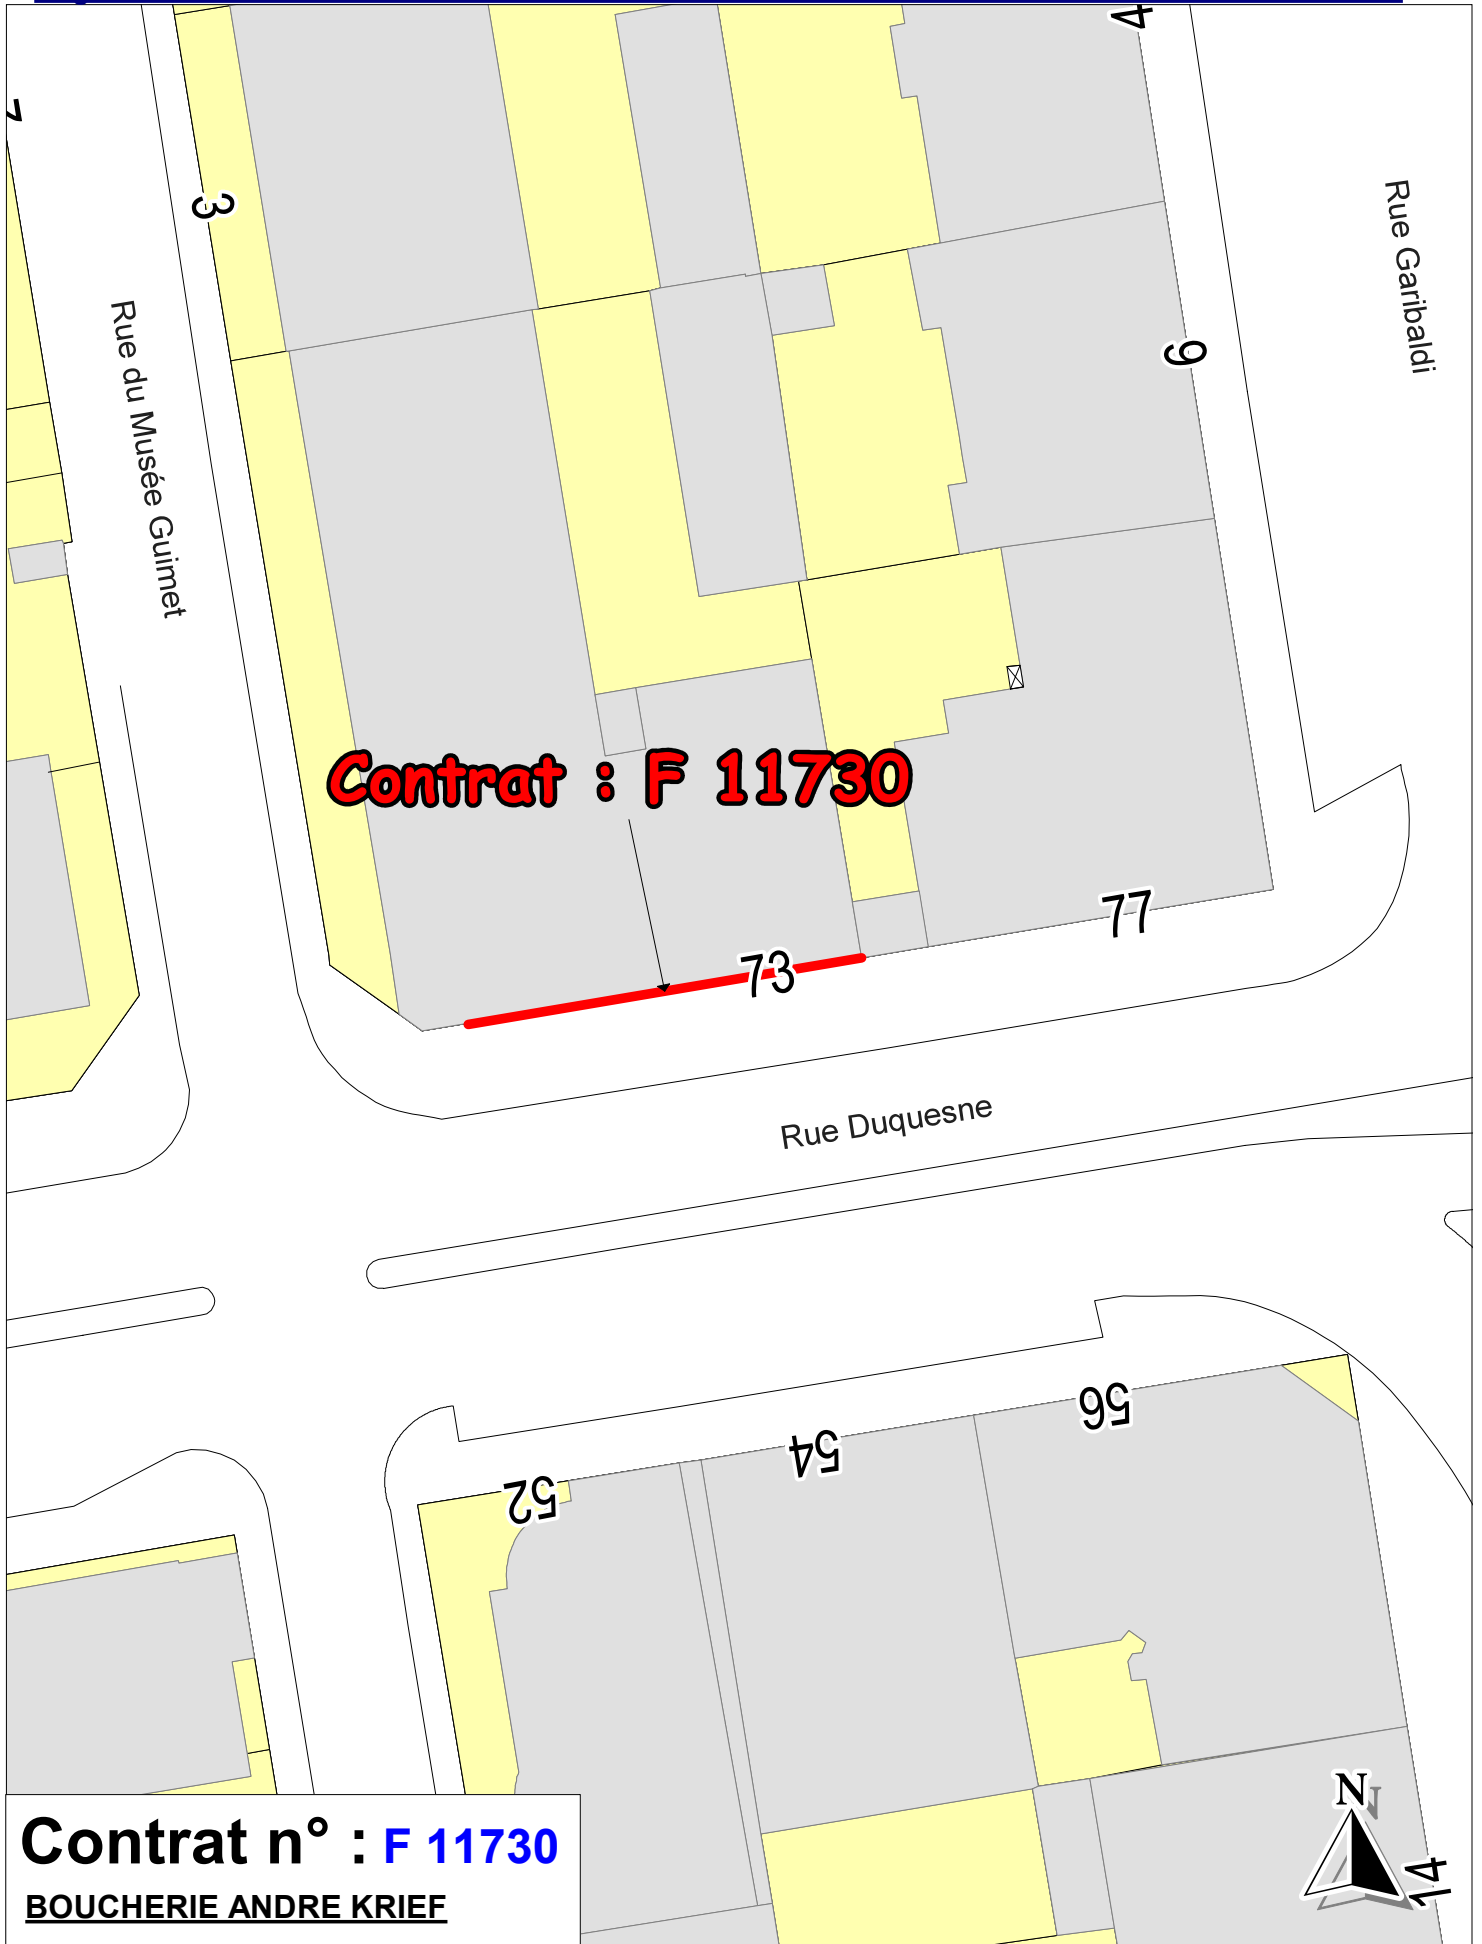 4
3
Rue du Musée Guimet
Rue Garibaldi
9
Contrat : F 11730
77
73
Rue Duquesne
56
54
52
N
41
Contrat n° : F 11730
BOUCHERIE ANDRE KRIEF